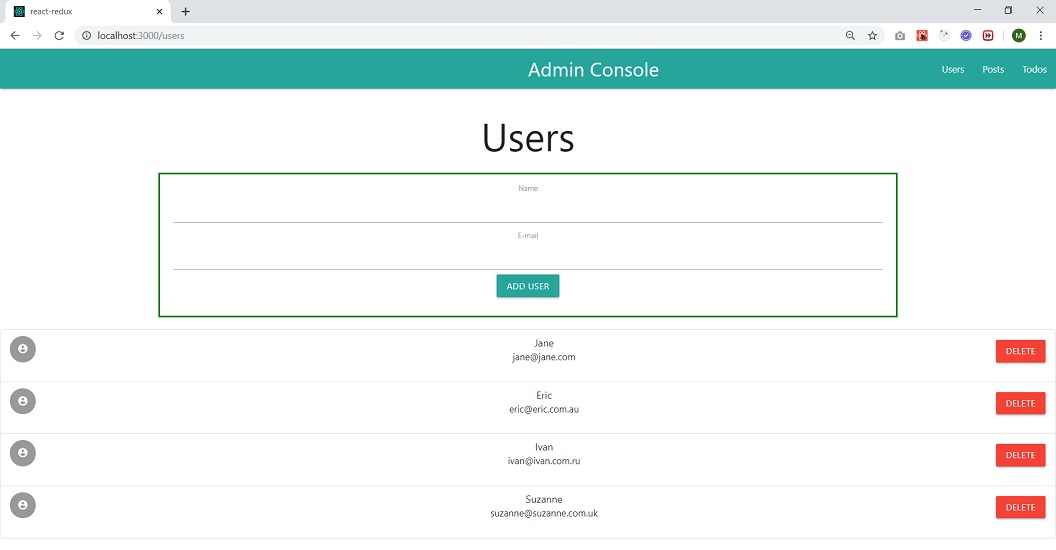 react-redux
localhost:3000/users
M
Admin Console
Users
Posts
Todos
Users
Name
E-mail
ADD USER
Jane
jane@jane.com
DELETE
Eric
eric@eric.com.au
DELETE
Ivan
ivan@ivan.com.ru
DELETE
Suzanne
suzanne@suzanne.com.uk
DELETE